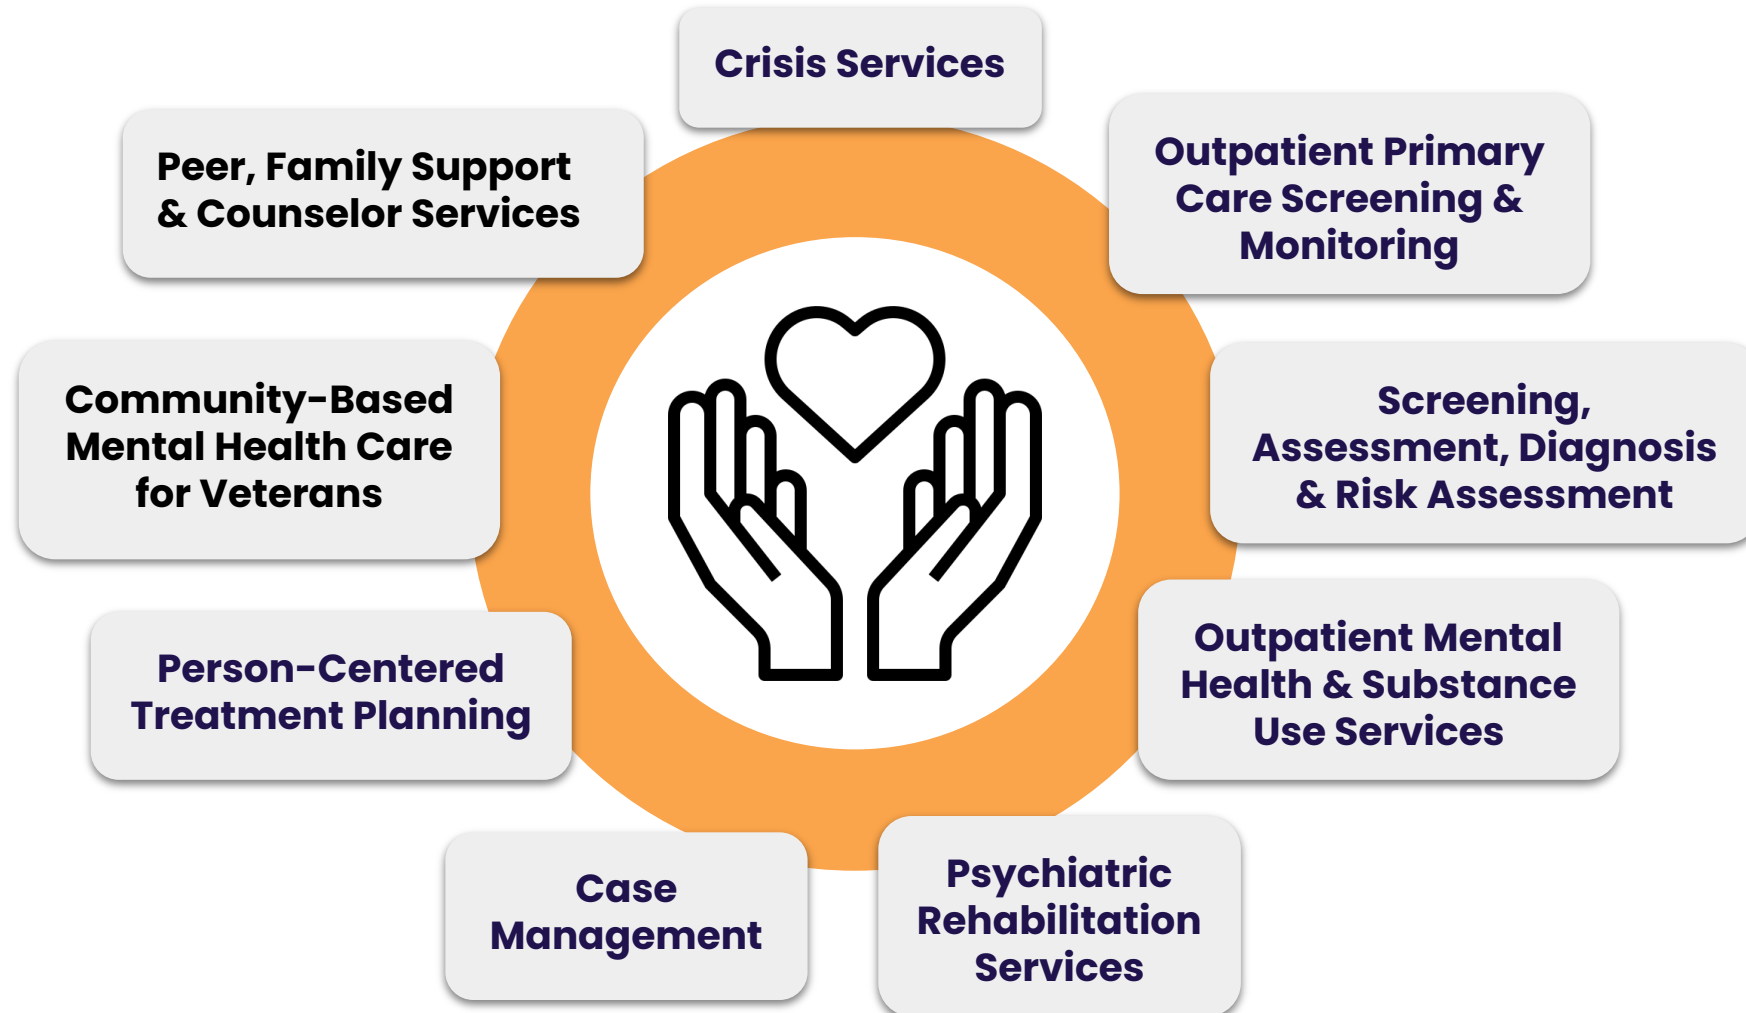 Crisis Services
Outpatient Primary
Care Screening &
Monitoring
Screening,
Assessment, Diagnosis
& Risk Assessment
Outpatient Mental
Health & Substance
Use Services
Psychiatric
Rehabilitation
Services
Case
Management
Person-Centered
Treatment Planning
Community-Based
Mental Health Care
for Veterans
Peer, Family Support
& Counselor Services